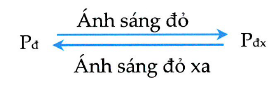 Ánh sáng đỏ
Pđ Pđx
Ánh sáng đỏ xa